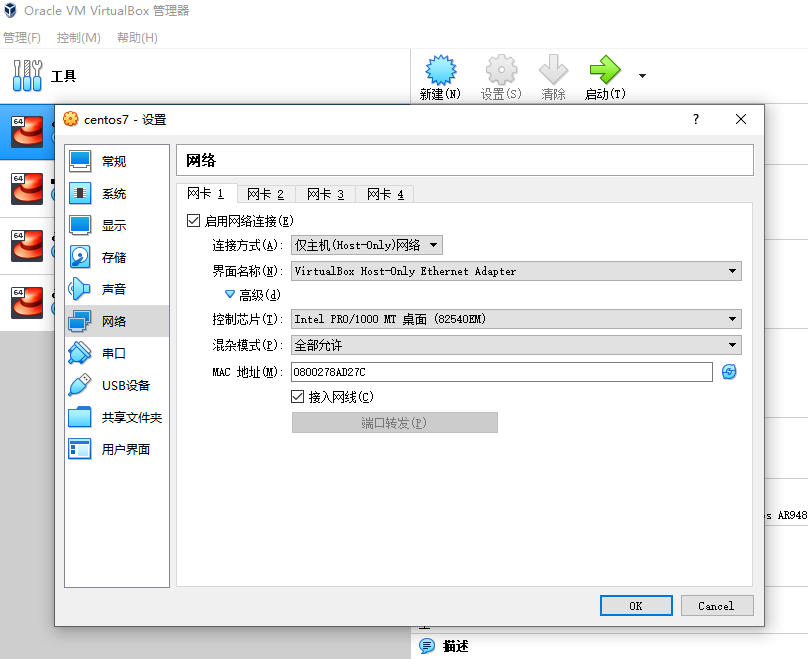 Oracle VM VirtualBox 管理器
管理(F) 控制(M) 帮助(H)
工具
新建(N) 设置(S) 清除 启动(T)
64
64
64
64
centos7 - 设置 ?
常规
系统
显示
存储
声音
网络
串口
USB设备
共享文件夹
用户界面
网络
网卡 1 网卡 2 网卡 3 网卡 4
启用网络连接(E)
连接方式(A): 仅主机(Host-Only)网络
界面名称(N): VirtualBox Host-Only Ethernet Adapter
高级(d)
控制芯片(T): Intel PRO/1000 MT 桌面 (82540EM)
混杂模式(P): 全部允许
MAC 地址(M): 0800278AD27C
接入网线(C)
端口转发(P)
s AR948
OK Cancel
描述